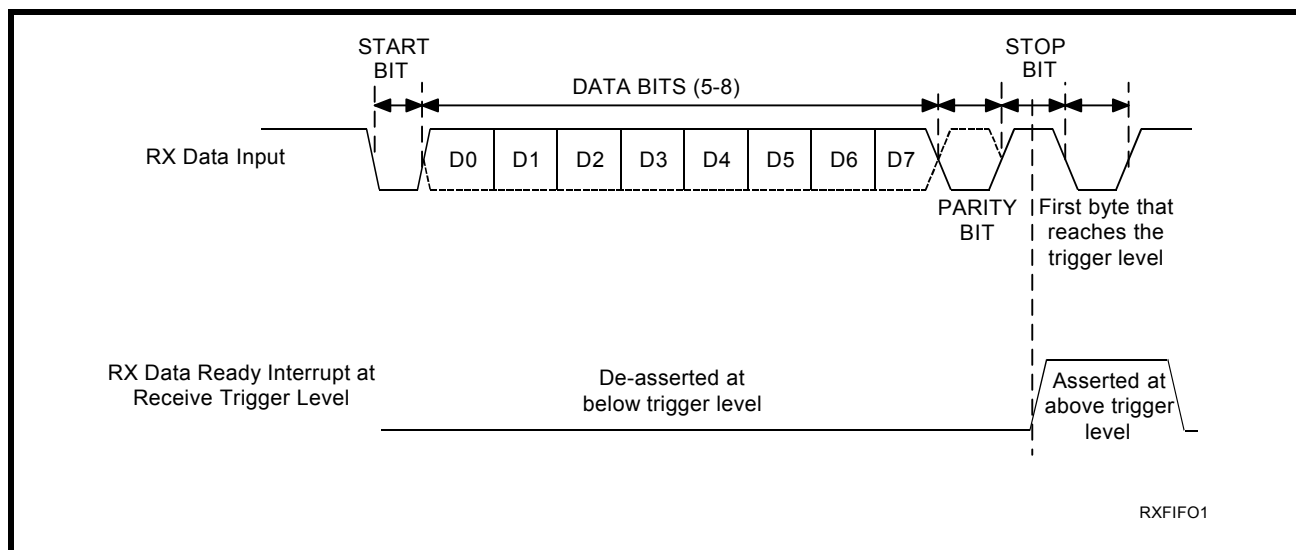 START
BIT
STOP
BIT
DATA BITS (5-8)
RX Data Input
D0 D1 D2 D3 D4 D5 D6 D7
PARITY
BIT
First byte that
reaches the
trigger level
RX Data Ready Interrupt at
Receive Trigger Level
De-asserted at
below trigger level
Asserted at
above trigger
level
RXFIFO1